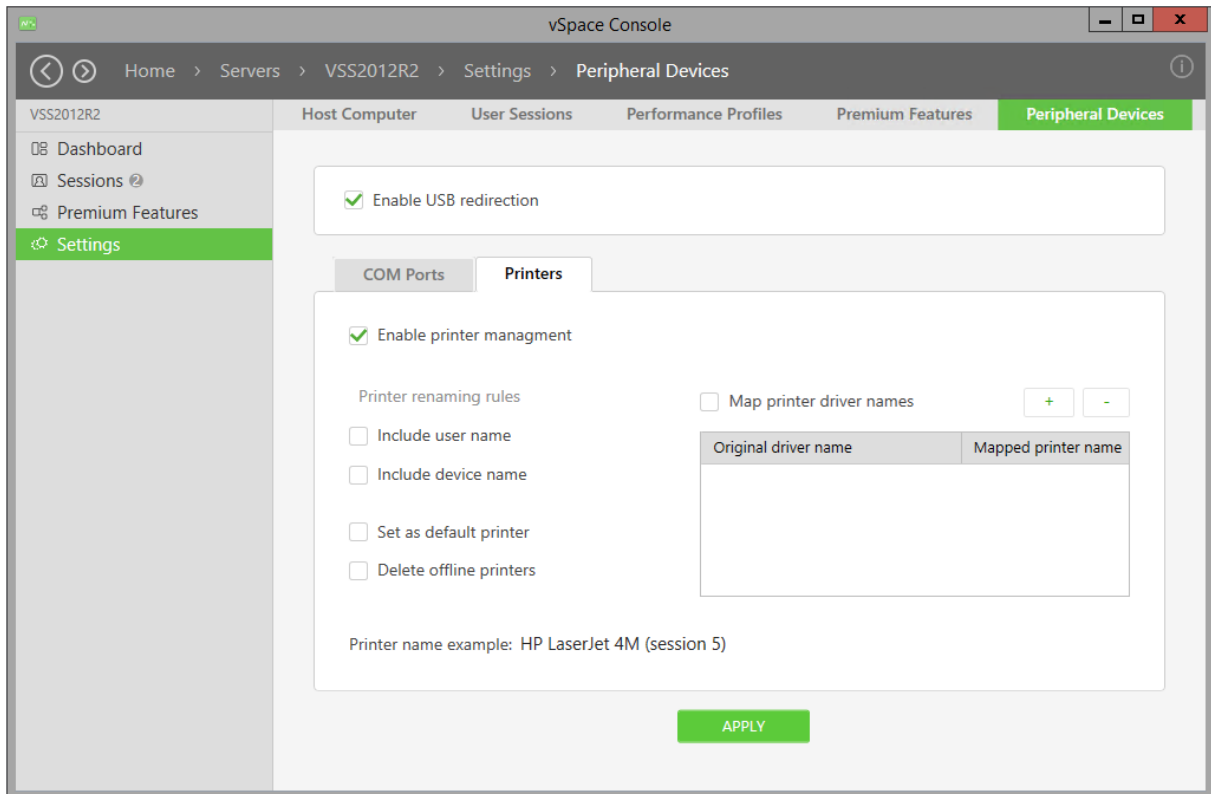 vSpace Console
Home > Servers > VSS2012R2 > Settings > Peripheral Devices
VSS2012R2
Host Computer User Sessions Performance Profiles Premium Features Peripheral Devices
Dashboard
Sessions 2
Premium Features
Settings
Enable USB redirection
COM Ports Printers
Enable printer managment
Printer renaming rules
Map printer driver names + -
Include user name
Include device name
Original driver name Mapped printer name
Set as default printer
Delete offline printers
Printer name example: HP LaserJet 4M (session 5)
APPLY